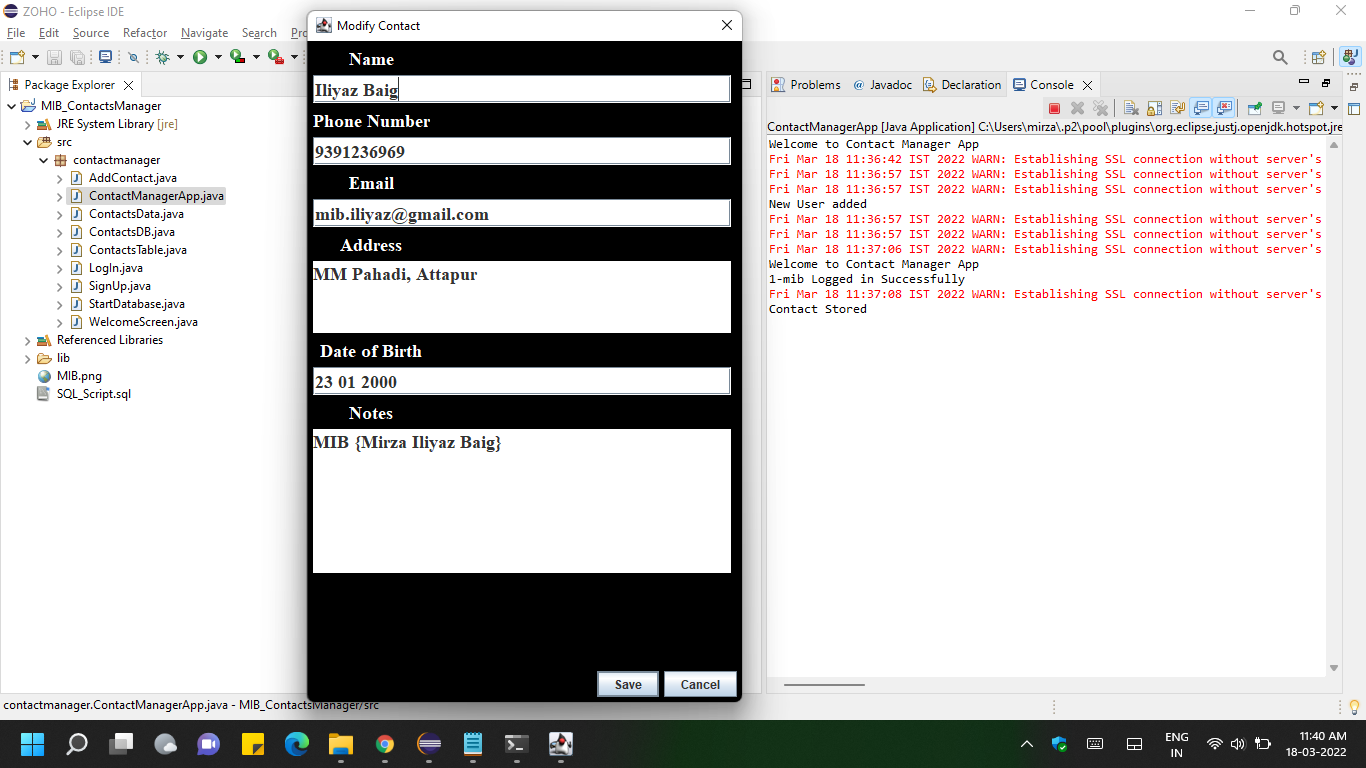 ZOHO - Eclipse IDE
File Edit Source Refactor Navigate Search Pro
Package Explorer
MIB_ContactsManager
JRE System Library [jre]
src
contactmanager
AddContact.java
ContactManagerApp.java
ContactsData.java
ContactsDB.java
ContactsTable.java
LogIn.java
SignUp.java
StartDatabase.java
WelcomeScreen.java
Referenced Libraries
lib
MIB.png
SQL_Script.sql
Modify Contact
Name
Iliyaz Baig
Phone Number
9391236969
Email
mib.iliyaz@gmail.com
Address
MM Pahadi, Attapur
Date of Birth
23 01 2000
Notes
MIB {Mirza Iliyaz Baig}
Save Cancel
Problems @ Javadoc Declaration Console
ContactManagerApp [Java Application] C:\Users\mirza\.p2\pool\plugins\org.eclipse.justj.openjdk.hotspot.jre
Welcome to Contact Manager App
Fri Mar 18 11:36:42 IST 2022 WARN: Establishing SSL connection without server's
Fri Mar 18 11:36:57 IST 2022 WARN: Establishing SSL connection without server's
Fri Mar 18 11:36:57 IST 2022 WARN: Establishing SSL connection without server's
New User added
Fri Mar 18 11:36:57 IST 2022 WARN: Establishing SSL connection without server's
Fri Mar 18 11:36:57 IST 2022 WARN: Establishing SSL connection without server's
Fri Mar 18 11:37:06 IST 2022 WARN: Establishing SSL connection without server's
Welcome to Contact Manager App
1-mib Logged in Successfully
Fri Mar 18 11:37:08 IST 2022 WARN: Establishing SSL connection without server's
Contact Stored
contactmanager.ContactManagerApp.java - MIB_ContactsManager/src
ENG
IN
11:40 AM
18-03-2022